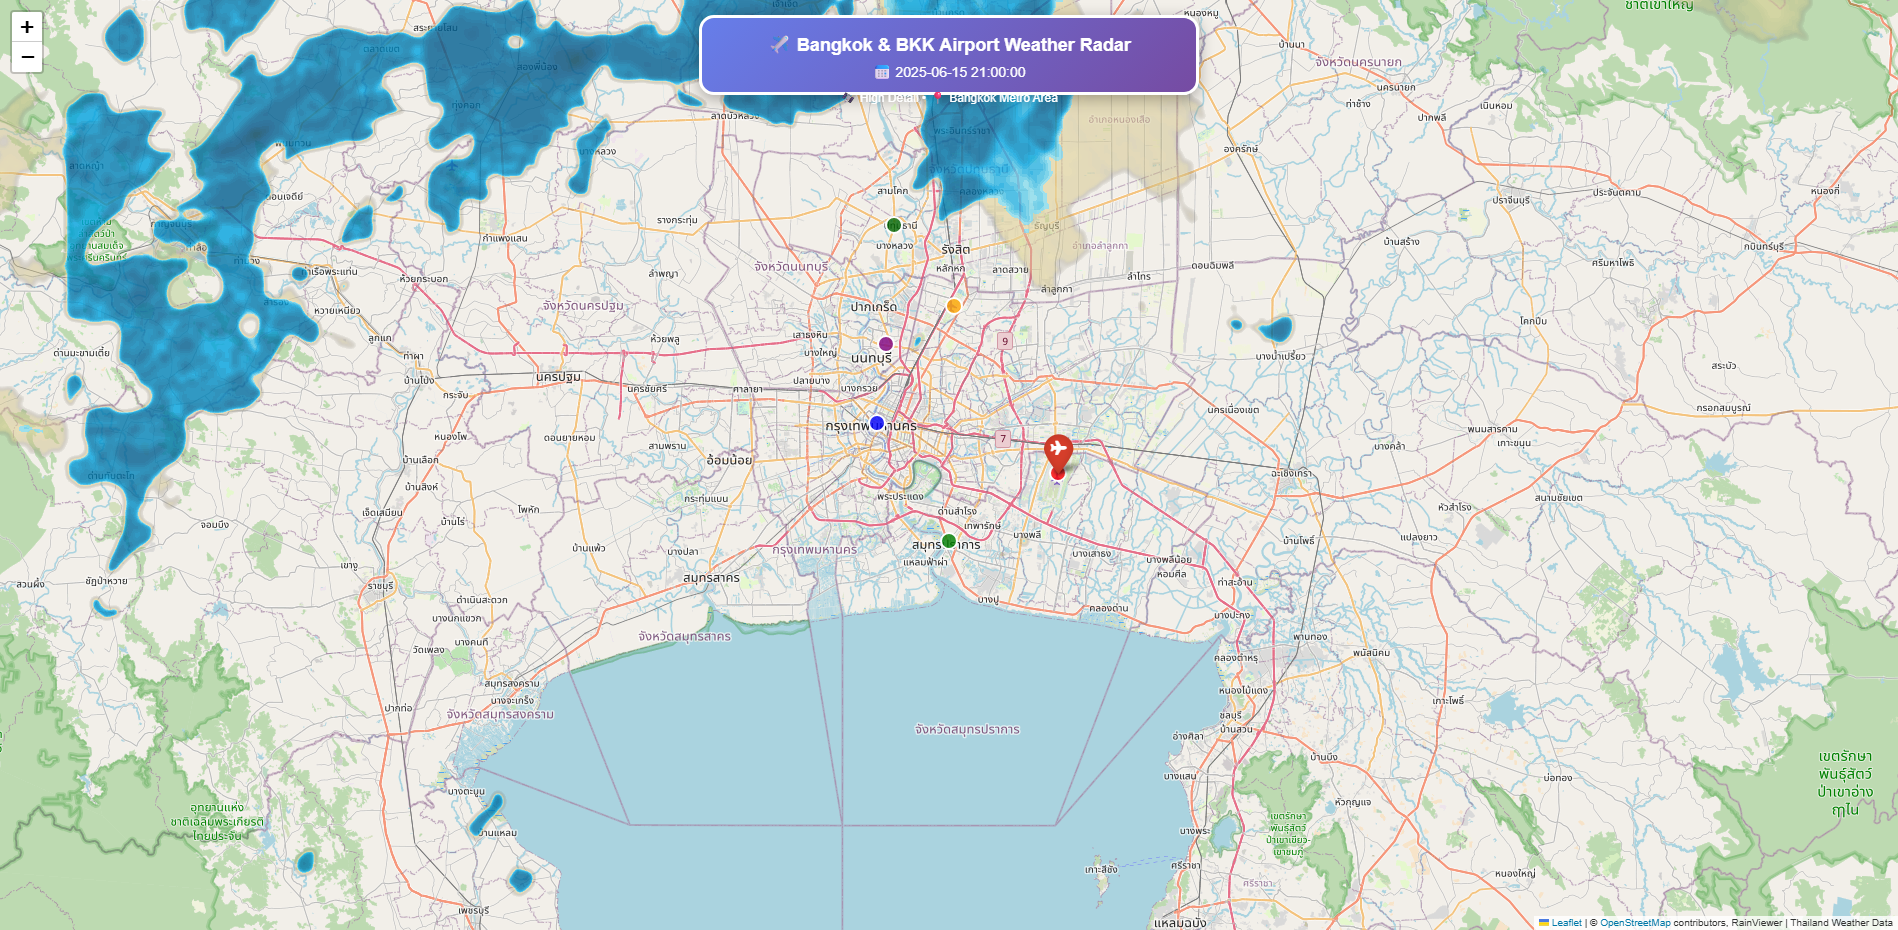 +
−
Bangkok & BKK Airport Weather Radar
2025-06-15 21:00:00
High Detail • Bangkok Metro Area
สองพี่น้อง
บางหลวง
กำแพงแสน
รางกระทุ่ม
ลำพญา
จังหวัดนนทบุรี
จังหวัดนครปฐม
ห้วยกระบอก
ห้วยพลู
หวายเหนียว
ลูกแก
ท่าผา
บ้านโป่ง
กระจับ
นครปฐม
นครชัยศรี
ศาลายา
ปลายบาง
บางกรวย
บางใหญ่
เสาธงหิน
ปากเกร็ด
นนทบุรี
สามโคก
บางหลวง
รังสิต
หลักหก
ลาดสวาย
ลำลูกกา
ธัญบุรี
คลองหลวง
จังหวัดปทุมธานี
พระอินทร์ราชา
อำเภอหนองเสือ
อำเภอลำลูกกา
ลำไทร
ดอนฉิมพลี
องครักษ์
บ้านนา
จังหวัดนครนายก
นครนายก
ท่าช้าง
ปากพลี
เนินหอม
ประจันตคาม
ปราจีนบุรี
หนองกี่
กบินทร์บุรี
ศรีมหาโพธิ
บ้านสร้าง
โคกปีบ
บางน้ำเปรี้ยว
สระบัว
กรอกสมบูรณ์
นครเนื่องเขต
พนมสารคาม
เกาะขนุน
บางคล้า
ฉะเชิงเทรา
สนามชัยเขต
หัวสำโรง
แปลงยาว
บ้านโพธิ์
9
7
ด่านมะขามเตี้ย
ด่านทับตะโก
หนองโพ
บ้านเลือก
บ้านสิงห์
เจ็ดเสมียน
จอมบึง
บ้านไร่
โพหัก
ดอนยายหอม
สามพราน
อ้อมน้อย
กระทุ่มแบน
บ้านแพ้ว
บางปลา
พระประแดง
ด่านสำโรง
เทพารักษ์
บางพลี
บางเสาธง
บางพลีน้อย
หอมศีล
ท่าสะอ้าน
กรุงเทพมหานคร
แหลมฟ้าผ่า
สมุทรสาคร
บางปู
คลองด่าน
บางปะกง
พานทอง
พนัสนิคม
คลองตำหรุ
หนองไม้แดง
สวนผึ้ง
ชัฏป่าหวาย
เขางู
ราชบุรี
ดำเนินสะดวก
บางนกแขวก
บางคนที
วัดเพลง
จังหวัดสมุทรสาคร
สมุทรสงคราม
บางจะเกร็ง
จังหวัดสมุทรสงคราม
ปากท่อ
จังหวัดสมุทรปราการ
ชลบุรี
บ้านสวน
อ่างศิลา
บ้านบึง
เกาะโพธิ์
บ่อทอง
บางแสน
หัวกุญแจ
บางตะบูน
บ้านแหลม
บางพระ
อุทยานแห่ง
ชาติเฉลิมพระเกียรติ
ไทยประจัน
เขตรักษา
พันธุ์สัตว์
ป่าเขาเขียว-
เขาชมภู่
เขตรักษา
พันธุ์สัตว์
ป่าเขาอ่าง
ฤาไน
เกาะสีชัง
ศรีราชา
ศรีราชา
หนองใหญ่
เพชรบุรี
แหลมฉบัง
Leaflet | © OpenStreetMap contributors, RainViewer | Thailand Weather Data